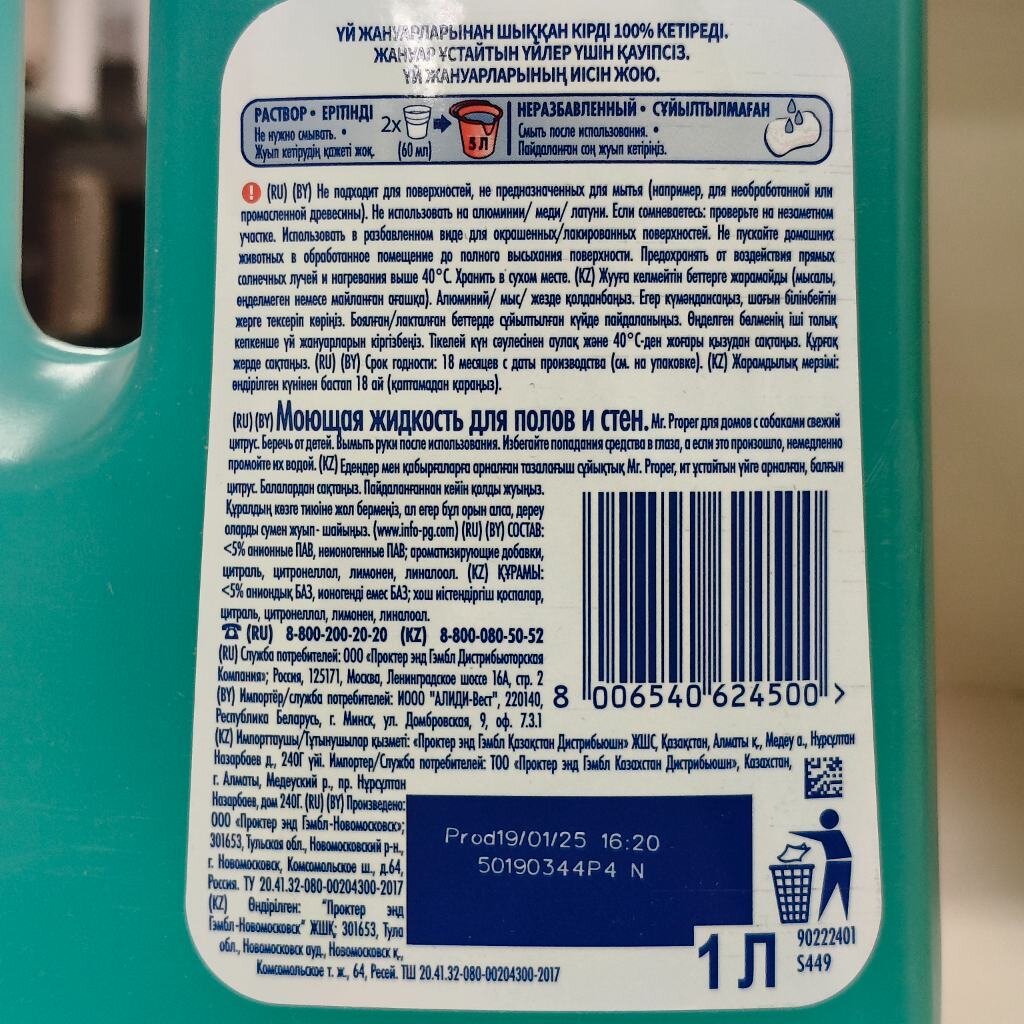 ҮЙ ЖАНУАРЛАРЫНАН ШЫҚҚАН КІРДІ 100% КЕТІРЕДІ.
ЖАНУАР ҰСТАЙТЫН ҮЙЛЕР ҮШІН ҚАУІПСІЗ.
ҮЙ ЖАНУАРЛАРЫНЫҢ ИІСІН ЖОЮ.
РАСТВОР • ЕРІТІНДІ
Не нужно смывать. •
Жуып кетірудің қажеті жоқ.
2x
(60 мл)
5 Л
НЕРАЗБАВЛЕННЫЙ • СҰЙЫЛТЫЛМАҒАН
Смыть после использования. •
Пайдаланған соң жуып кетіріңіз.
(RU) (BY) Не подходит для поверхностей, не предназначенных для мытья (например, для необработанной или
промасленной древесины). Не использовать на алюминии/ меди/ латуни. Если сомневаетесь: проверьте на незаметном
участке. Использовать в разбавленном виде для окрашенных/лакированных поверхностей. Не пускайте домашних
животных в обработанное помещение до полного высыхания поверхности. Предохранять от воздействия прямых
солнечных лучей и нагревания выше 40°C. Хранить в сухом месте. (KZ) Жууға келмейтін беттерге жарамайды (мысалы,
өңделмеген немесе майланған ағашқа). Алюминий/ мыс/ жезде қолданбаңыз. Егер күмәндансаңыз, шағын білінбейтін
жерге тексеріп көріңіз. Боялған/лакталған беттерде сұйылтылған күйде пайдаланыңыз. Өңделген бөлменің іші толық
кепкенше үй жануарларын кіргізбеңіз. Тікелей күн сәулесінен аулақ және 40°C-ден жоғары қызудан сақтаңыз. Құрғақ
жерде сақтаңыз. (RU) (BY) Срок годности: 18 месяцев с даты производства (см. на упаковке). (KZ) Жарамдылық мерзімі:
өндірілген күнінен бастап 18 ай (қаптамадан қараңыз).
(RU) (BY) Моющая жидкость для полов и стен. Mr. Proper для домов с собаками свежий
цитрус. Беречь от детей. Вымыть руки после использования. Избегайте попадания средства в глаза, а если это произошло, немедленно
промойте их водой. (KZ) Едендер мен қабырғаларға арналған тазалағыш сұйықтық Mr. Proper, ит ұстайтын үйге арналған, балғын
цитрус. Балалардан сақтаңыз. Пайдаланғаннан кейін қолды жуыңыз.
Құралдың көзге тиюіне жол бермеңіз, ал егер бұл орын алса, дереу
оларды сумен жуып- шайыңыз. (www.info-pg.com) (RU) (BY) СОСТАВ:
<5% анионные ПАВ, неионогенные ПАВ; ароматизирующие добавки,
цитраль, цитронеллол, лимонен, линалоол. (KZ) ҚҰРАМЫ:
<5% аниондық БАЗ, ионогенді емес БАЗ; хош иістендіргіш қоспалар,
цитраль, цитронеллол, лимонен, линалоол.
☎ (RU) 8-800-200-20-20 (KZ) 8-800-080-50-52
(RU) Служба потребителей: ООО «Проктер энд Гэмбл Дистрибьюторская
Компания»; Россия, 125171, Москва, Ленинградское шоссе 16А, стр. 2
(BY) Импортёр/служба потребителей: ИООО "АЛИДИ-Вест", 220140,
Республика Беларусь, г. Минск, ул. Домбровская, 9, оф. 7.3.1
8 006540 624500 >
(KZ) Импорттаушы/Тұтынушылар қызметі: «Проктер энд Гэмбл Қазақстан Дистрибьюшн» ЖШС, Қазақстан, Алматы қ., Медеу а., Нұрсұлтан
Назарбаев д., 240Г үйі. Импортер/Служба потребителей: ТОО «Проктер энд Гэмбл Казахстан Дистрибьюшн», Казахстан,
г. Алматы, Медеуский р., пр. Нұрсұлтан
Назарбаев, дом 240Г. (RU) (BY) Произведено:
ООО «Проктер энд Гэмбл-Новомосковск»;
301653, Тульская обл., Новомосковский р-н.,
г. Новомосковск, Комсомольское ш., д.64,
Россия. ТУ 20.41.32-080-00204300-2017
(KZ) Өндірілген: "Проктер энд
Гэмбл-Новомосковск" ЖШҚ; 301653, Тула
обл., Новомосковск ауд., Новомосковск қ.,
Комсомольское т. ж., 64, Ресей. ТШ 20.41.32-080-00204300-2017
Prod19/01/25 16:20
50190344P4 N
1 Л
90222401
S449